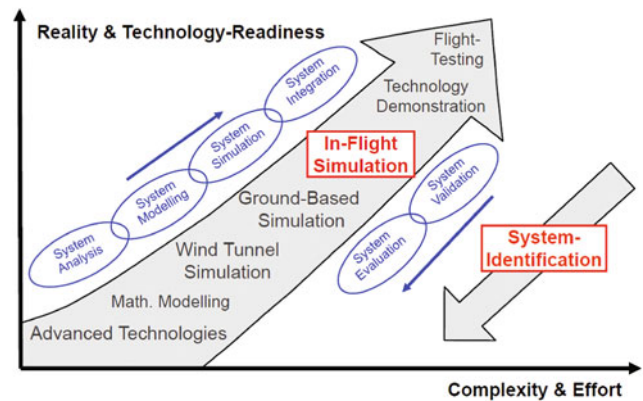 Reality & Technology-Readiness
Flight-
Testing
Technology
Demonstration
System
Integration
System
Simulation
In-Flight
Simulation
System
Modelling
Ground-Based
Simulation
System
Validation
System
Analysis
Wind Tunnel
Simulation
System
Evaluation
System-
Identification
Math. Modelling
Advanced Technologies
Complexity & Effort